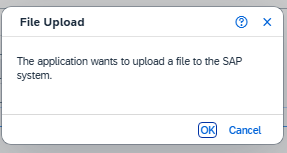 File Upload
The application wants to upload a file to the SAP
system.
OK Cancel